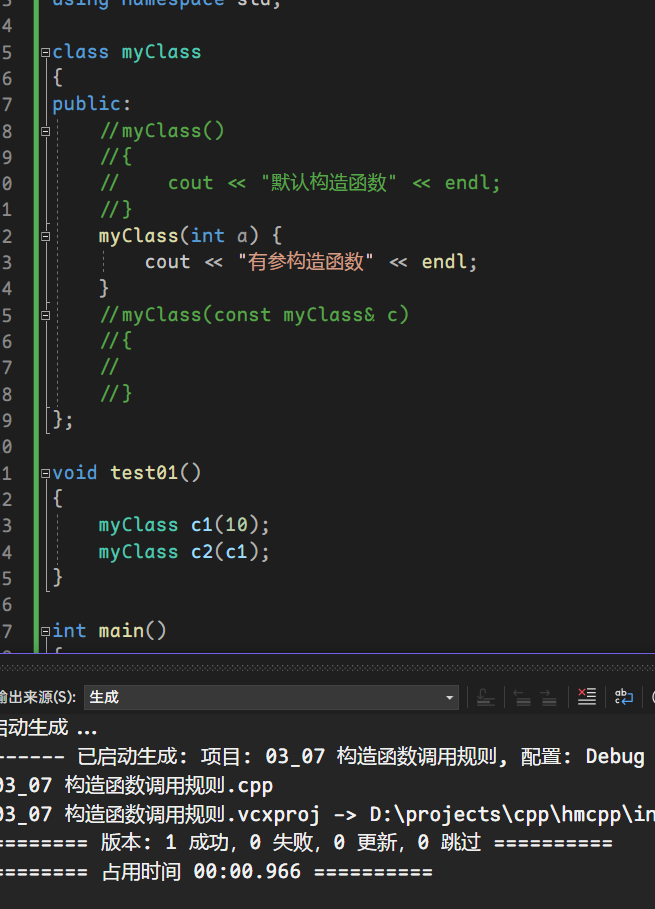 3 using namespace std;
4
5 class myClass
6 {
7 public:
8 //myClass()
9 //{
0 // cout << "默认构造函数" << endl;
1 //}
2 myClass(int a) {
3 cout << "有参构造函数" << endl;
4 }
5 //myClass(const myClass& c)
6 //{
7 //
8 //}
9 };
0
1 void test01()
2 {
3 myClass c1(10);
4 myClass c2(c1);
5 }
6
7 int main()
{
输出来源(S): 生成
启动生成 ...
------ 已启动生成: 项目: 03_07 构造函数调用规则, 配置: Debug
03_07 构造函数调用规则.cpp
03_07 构造函数调用规则.vcxproj -> D:\projects\cpp\hmcpp\in
======== 版本: 1 成功，0 失败，0 更新，0 跳过 ==========
======== 占用时间 00:00.966 ==========